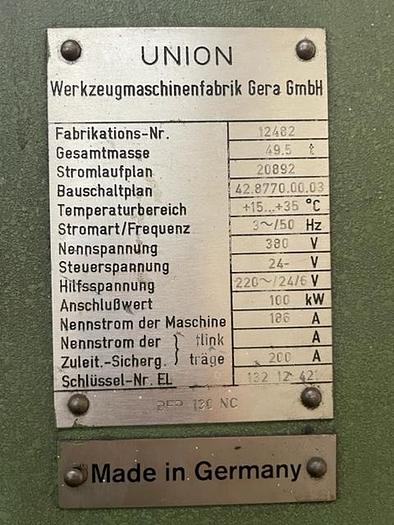 UNION
Werkzeugmaschinenfabrik Gera GmbH
Fabrikations-Nr. 12482
Gesamtmasse 49.5 t
Stromlaufplan 20892
Bauschaltplan 42.8770.00.03
Temperaturbereich +15...+35 °C
Stromart/Frequenz 3~/50 Hz
Nennspannung 380 V
Steuerspannung 24- V
Hilfsspannung 220~/24/6 V
Anschlußwert 100 kW
Nennstrom der Maschine 186 A
Nennstrom der } flink A
Zuleit.-Sicherg. } träge 200 A
Schlüssel-Nr. EL 132 12 42
130 NC
Made in Germany